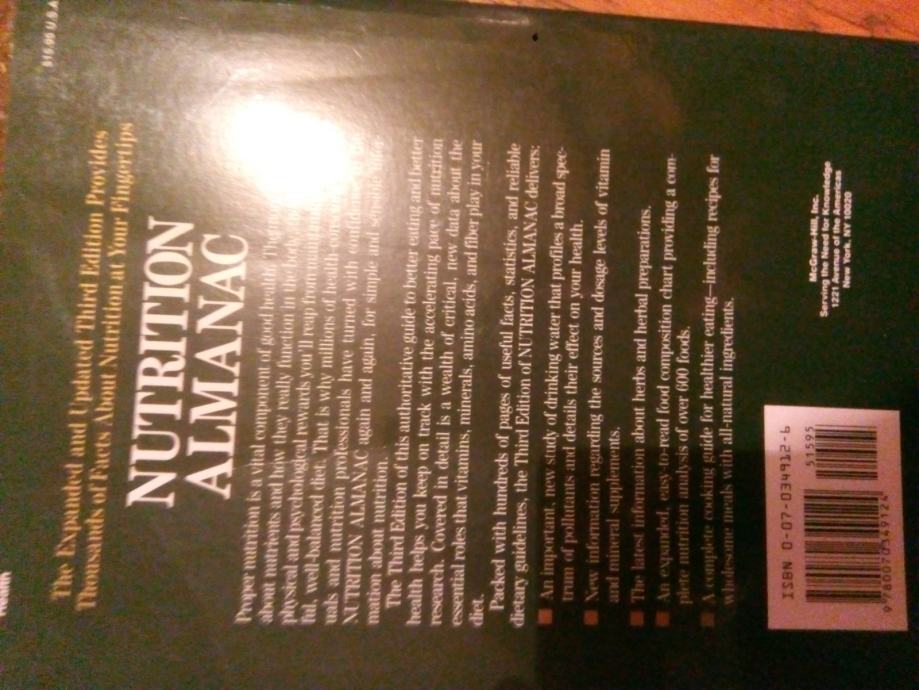 Health
$15.95 U.S.A
The Expanded and Updated Third Edition Provides
Thousands of Facts About Nutrition at Your Fingertips
NUTRITION
ALMANAC
Proper nutrition is a vital component of good health. The
about nutrients and how they really function in the
physical and psychological rewards you'll reap from
ful, well-balanced diet. That is why millions of health-con
uals and nutrition professionals have turned with con
NUTRITION ALMANAC again and again, for simple and
mation about nutrition.
The Third Edition of this authoritative guide to better eating and better
health helps you keep on track with the accelerating pace of nutrition
research. Covered in detail is a wealth of critical, new data about the
essential roles that vitamins, minerals, amino acids, and fiber play in your
diet.
Packed with hundreds of pages of useful facts, statistics, and reliable
dietary guidelines, the Third Edition of NUTRITION ALMANAC delivers:
■ An important, new study of drinking water that profiles a broad spec-
trum of pollutants and details their effect on your health.
■ New information regarding the sources and dosage levels of vitamin
and mineral supplements.
■ The latest information about herbs and herbal preparations.
■ An expanded, easy-to-read food composition chart providing a com-
plete nutrition analysis of over 600 foods.
■ A complete cooking guide for healthier eating—including recipes for
wholesome meals with all-natural ingredients.
McGraw-Hill, Inc.
Serving the Need for Knowledge
1221 Avenue of the Americas
New York, NY 10020
ISBN 0-07-034912-6
51595
9 780070 349124